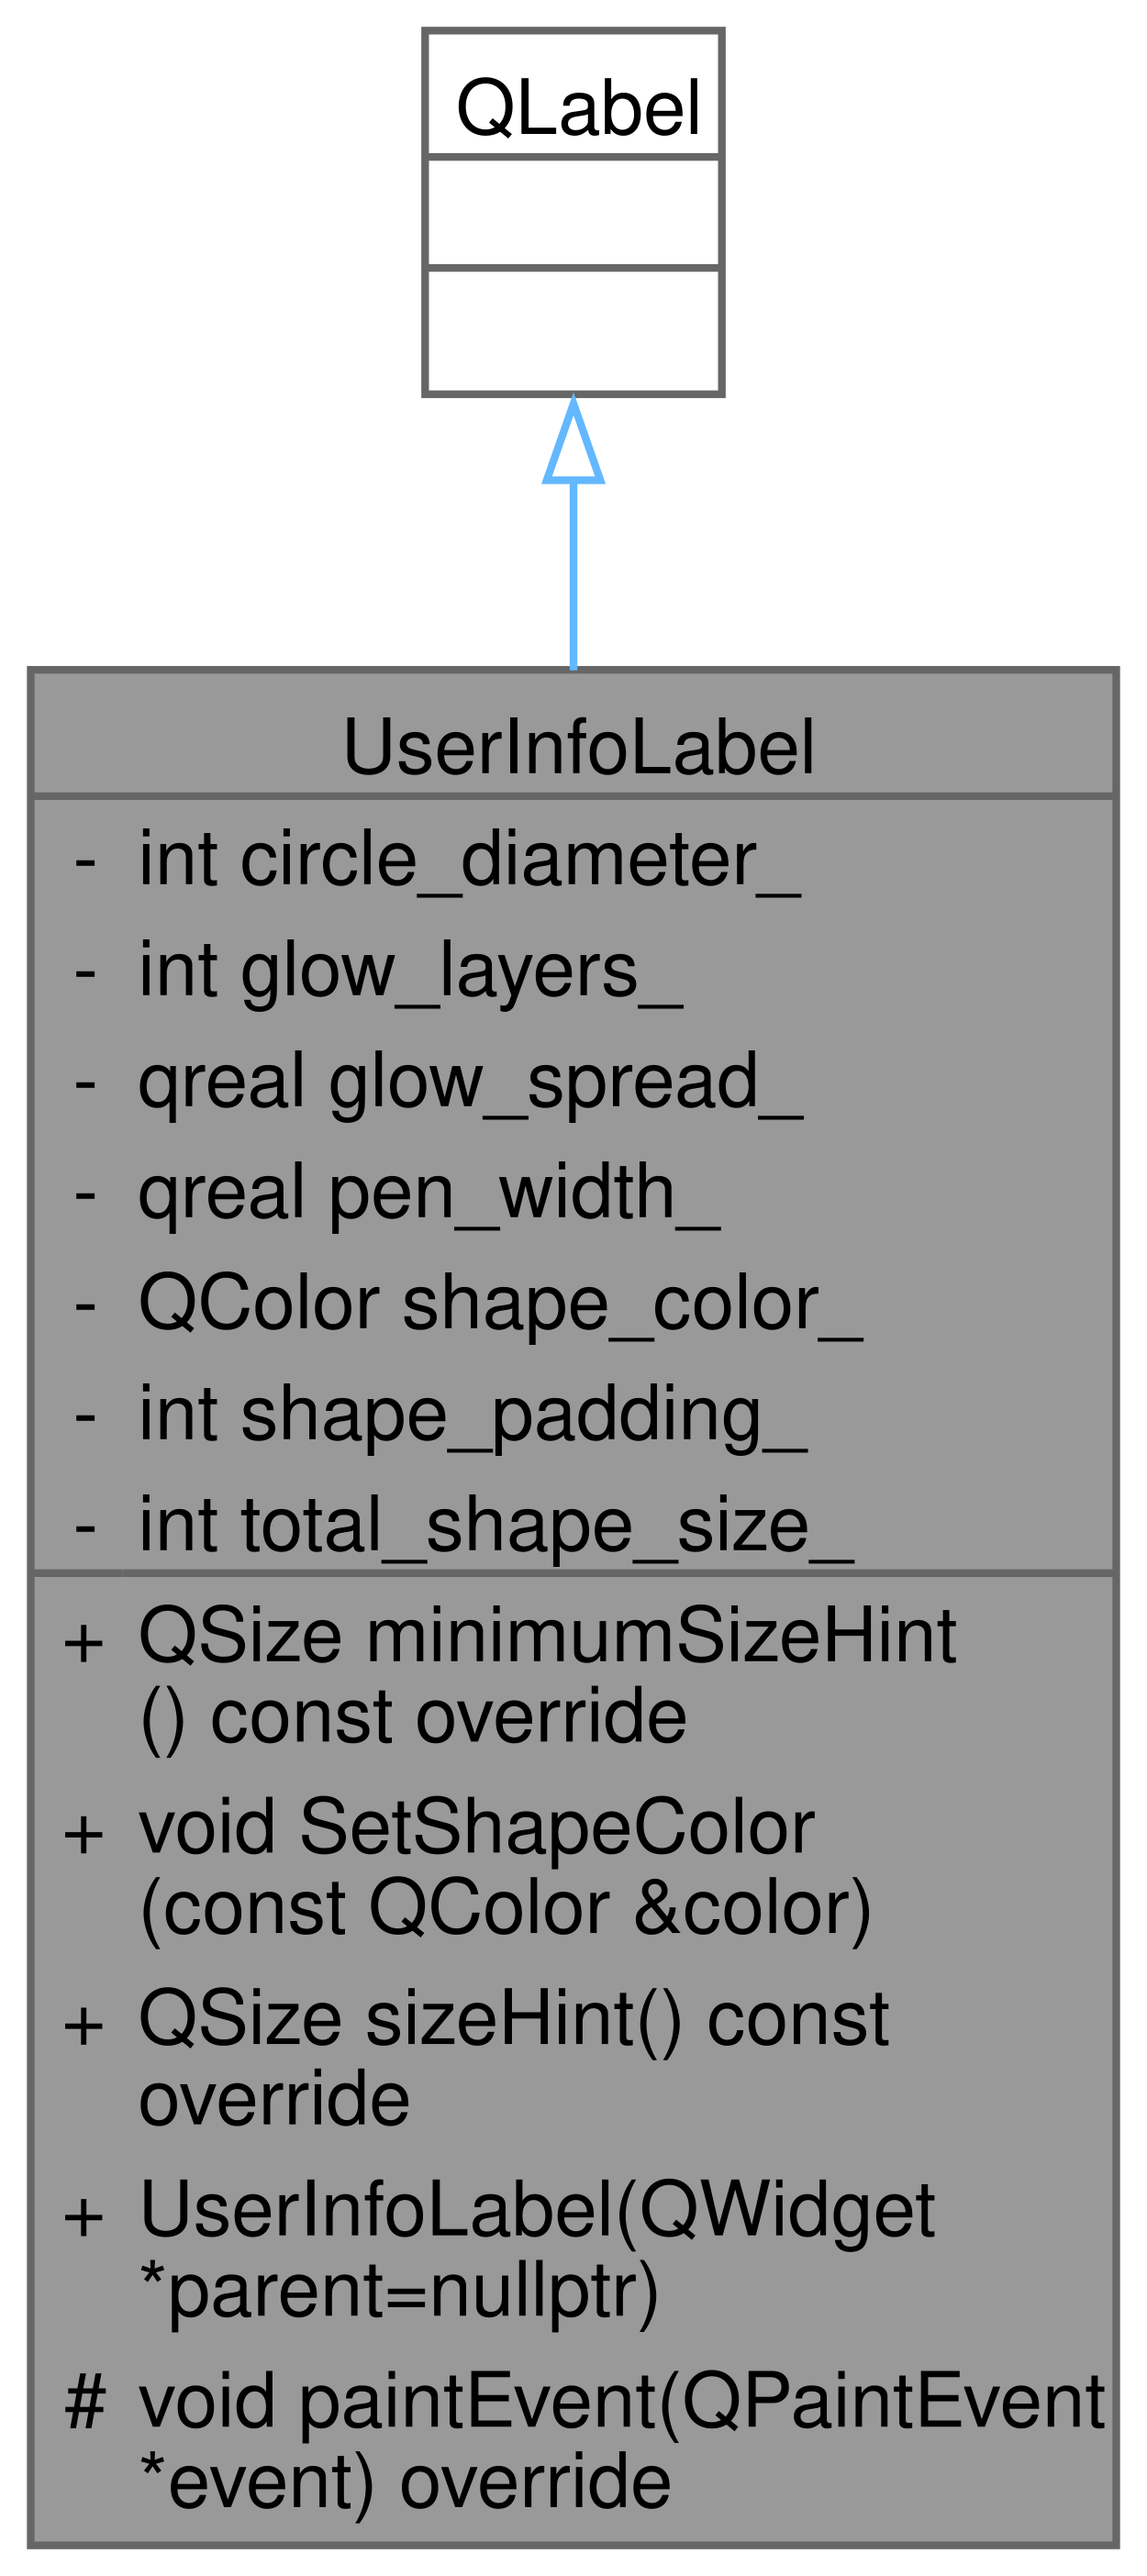 QLabel
UserInfoLabel
- int circle_diameter_
- int glow_layers_
- qreal glow_spread_
- qreal pen_width_
- QColor shape_color_
- int shape_padding_
- int total_shape_size_
+ QSize minimumSizeHint
() const override
+ void SetShapeColor
(const QColor &color)
+ QSize sizeHint() const
override
+ UserInfoLabel(QWidget
*parent=nullptr)
# void paintEvent(QPaintEvent
*event) override